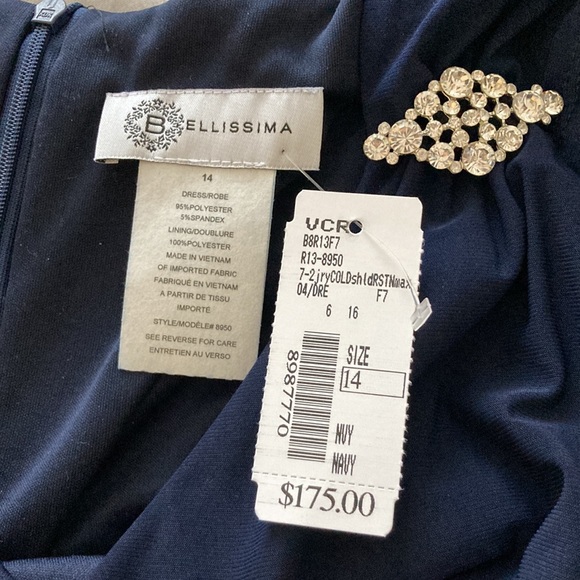 BELLISSIMA
14
DRESS/ROBE
95%POLYESTER
5%SPANDEX
LINING/DOUBLURE
100%POLYESTER
MADE IN VIETNAM
OF IMPORTED FABRIC
FABRIQUÉ EN VIETNAM
A PARTIR DE TISSU
IMPORTÉ
STYLE/MODÈLE# 8950
SEE REVERSE FOR CARE
ENTRETIEN AU VERSO
VCR
B8R13F7
R13-8950
7-2jryCOLDshldRSTNwax
04/DRE F7
6 16
SIZE
14
8987770
NVY
NAVY
$175.00